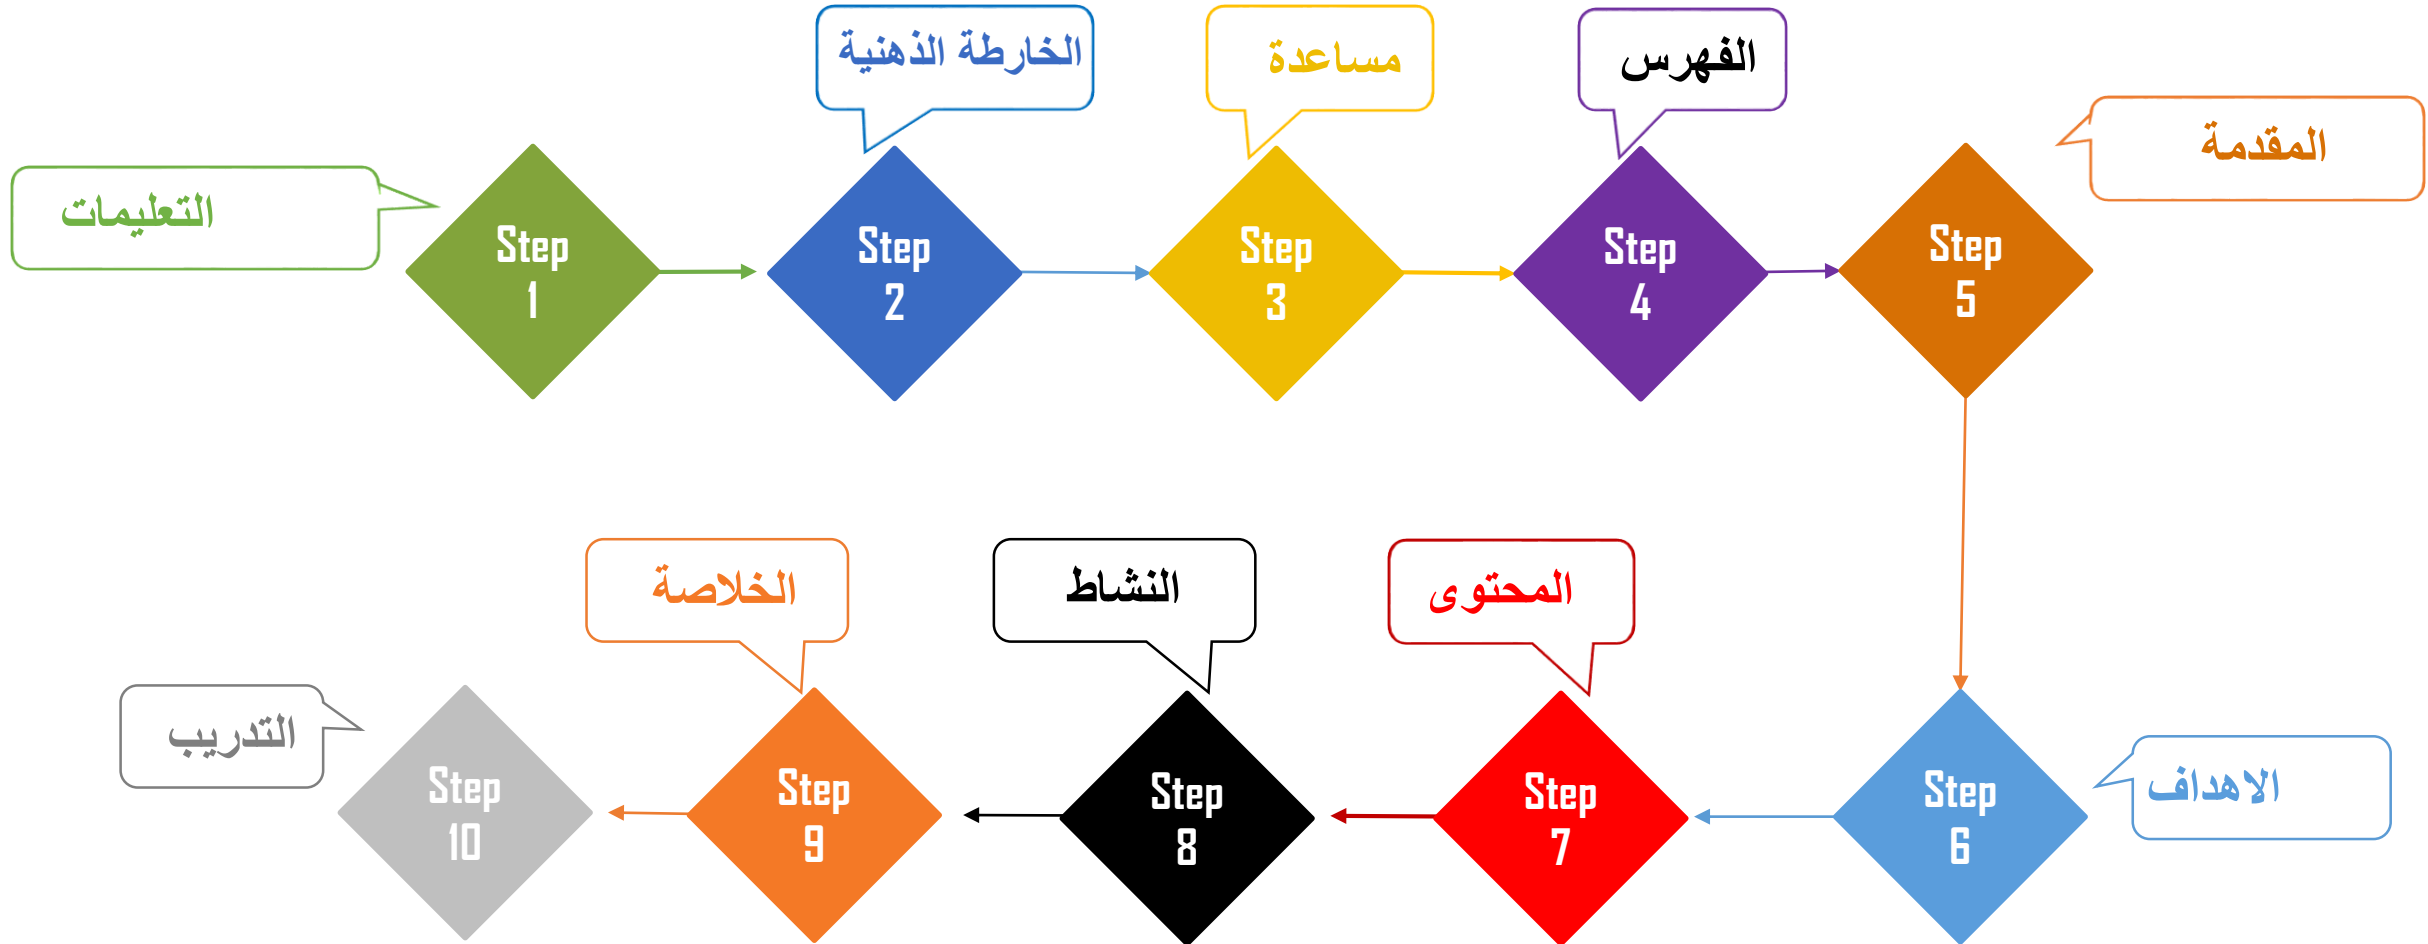 التعليمات
Step
1
الخارطة الذهنية
Step
2
مساعدة
Step
3
الفهرس
Step
4
المقدمة
Step
5
الاهداف
Step
6
المحتوى
Step
7
النشاط
Step
8
الخلاصة
Step
9
التدريب
Step
10